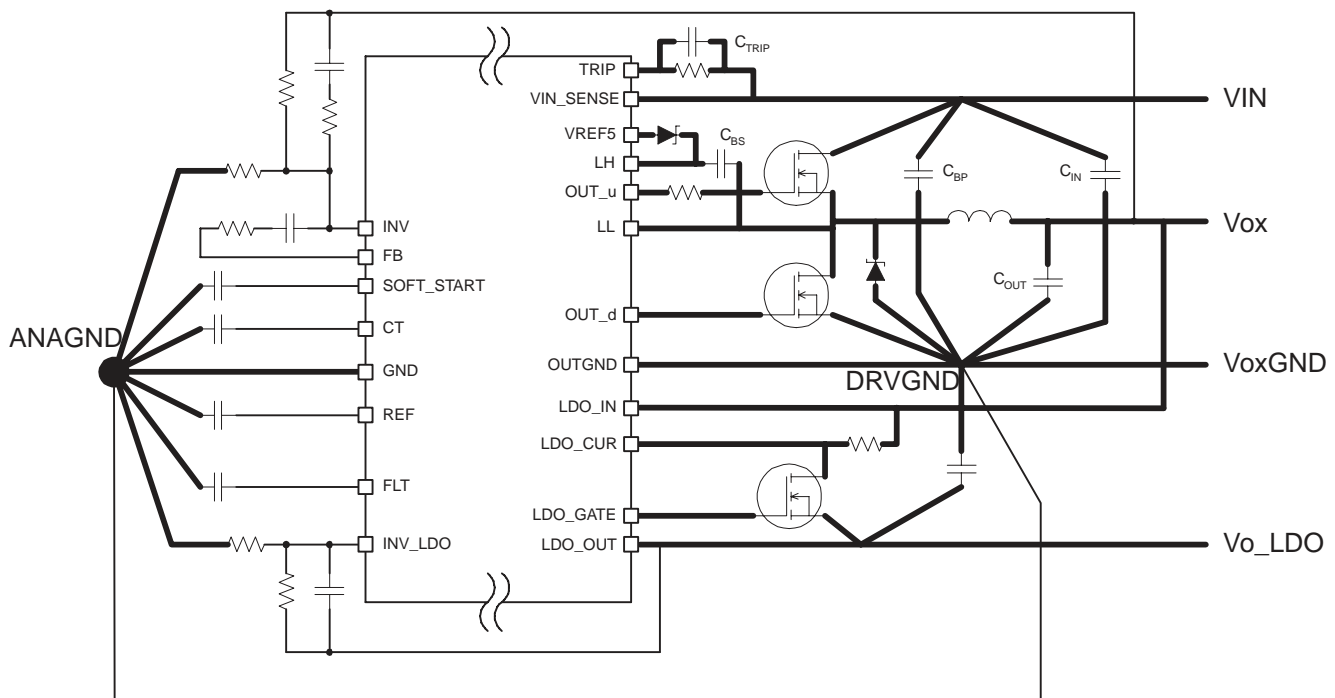 TRIP
C_TRIP
VIN_SENSE
VIN
VREF5
LH
C_BS
OUT_u
C_BP
C_IN
LL
Vox
INV
FB
SOFT_START
C_OUT
OUT_d
CT
ANAGND
GND
OUTGND
VoxGND
DRVGND
REF
LDO_IN
LDO_CUR
FLT
LDO_GATE
INV_LDO
LDO_OUT
Vo_LDO